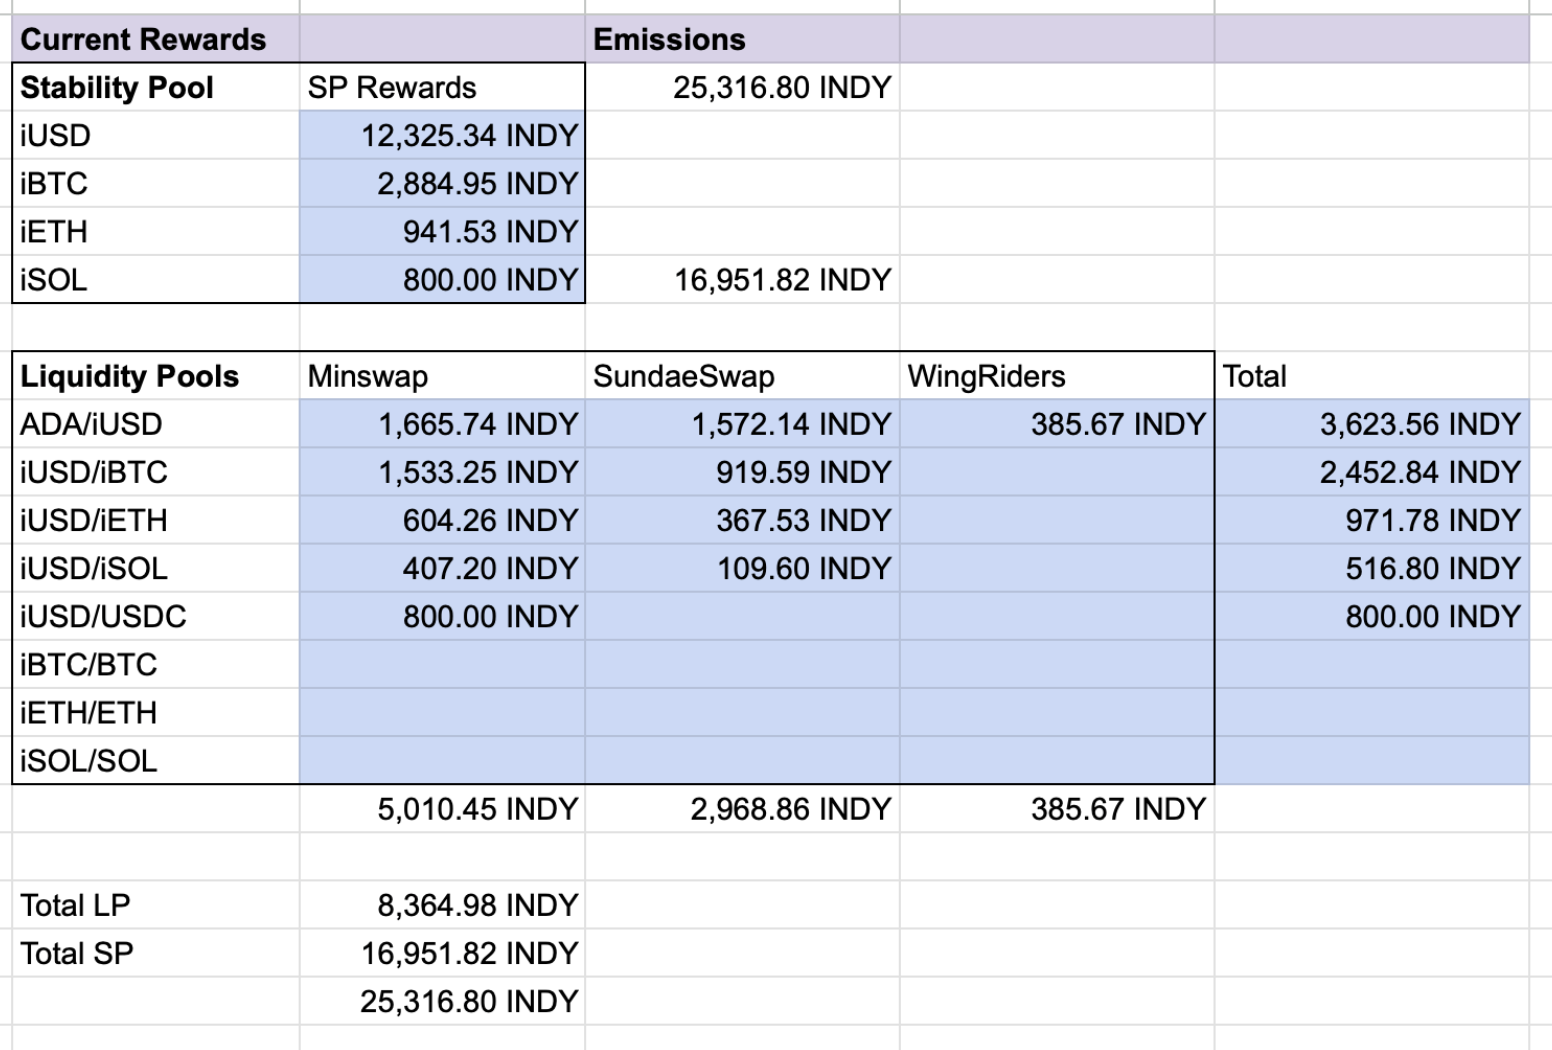 Current Rewards Emissions
Stability Pool SP Rewards 25,316.80 INDY
iUSD 12,325.34 INDY
iBTC 2,884.95 INDY
iETH 941.53 INDY
iSOL 800.00 INDY 16,951.82 INDY
Liquidity Pools Minswap SundaeSwap WingRiders Total
ADA/iUSD 1,665.74 INDY 1,572.14 INDY 385.67 INDY 3,623.56 INDY
iUSD/iBTC 1,533.25 INDY 919.59 INDY 2,452.84 INDY
iUSD/iETH 604.26 INDY 367.53 INDY 971.78 INDY
iUSD/iSOL 407.20 INDY 109.60 INDY 516.80 INDY
iUSD/USDC 800.00 INDY 800.00 INDY
iBTC/BTC
iETH/ETH
iSOL/SOL
5,010.45 INDY 2,968.86 INDY 385.67 INDY
Total LP 8,364.98 INDY
Total SP 16,951.82 INDY
25,316.80 INDY